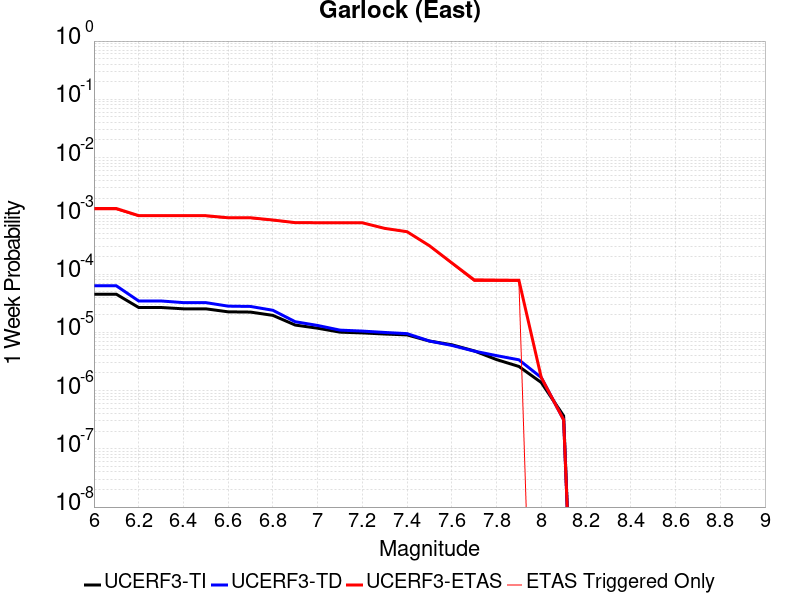 Garlock (East)
10^0
10^-1
10^-2
10^-3
10^-4
10^-5
10^-6
10^-7
10^-8
1 Week Probability
6 6.2 6.4 6.6 6.8 7 7.2 7.4 7.6 7.8 8 8.2 8.4 8.6 8.8 9
Magnitude
UCERF3-TI UCERF3-TD UCERF3-ETAS ETAS Triggered Only